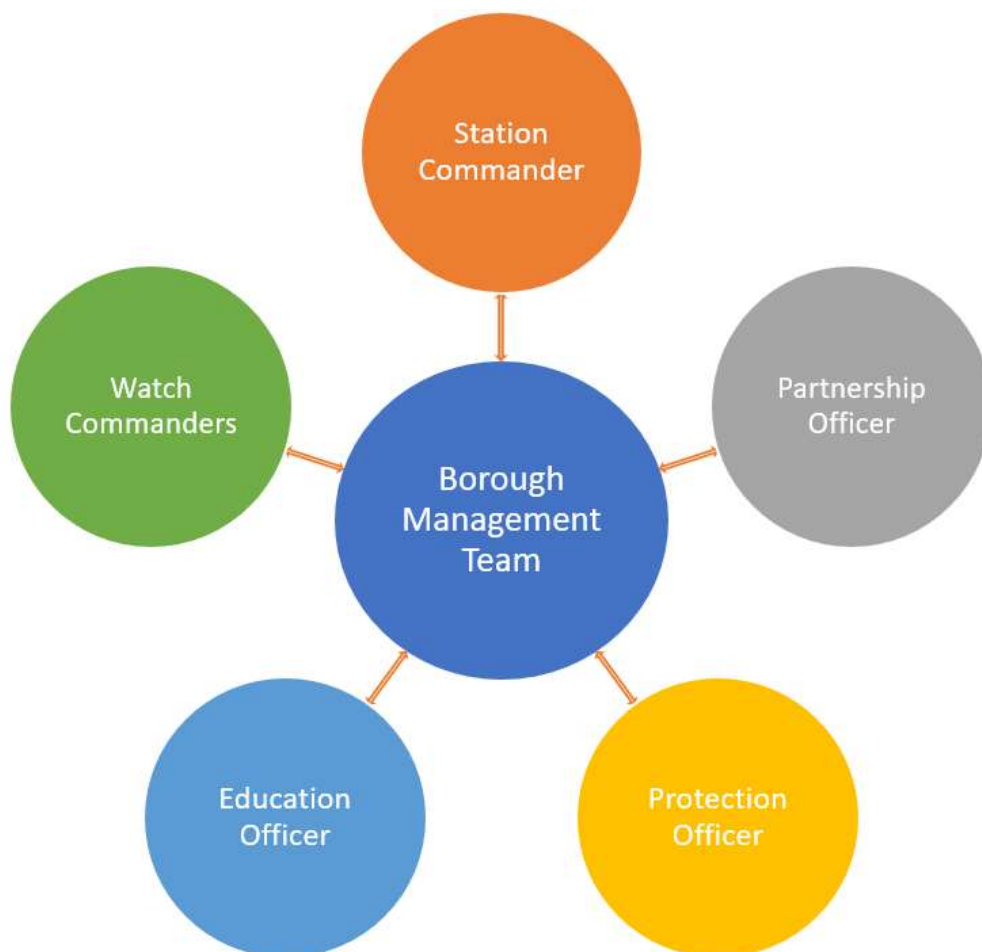 Station
Commander
Watch
Commanders
Partnership
Officer
Borough
Management
Team
Education
Officer
Protection
Officer